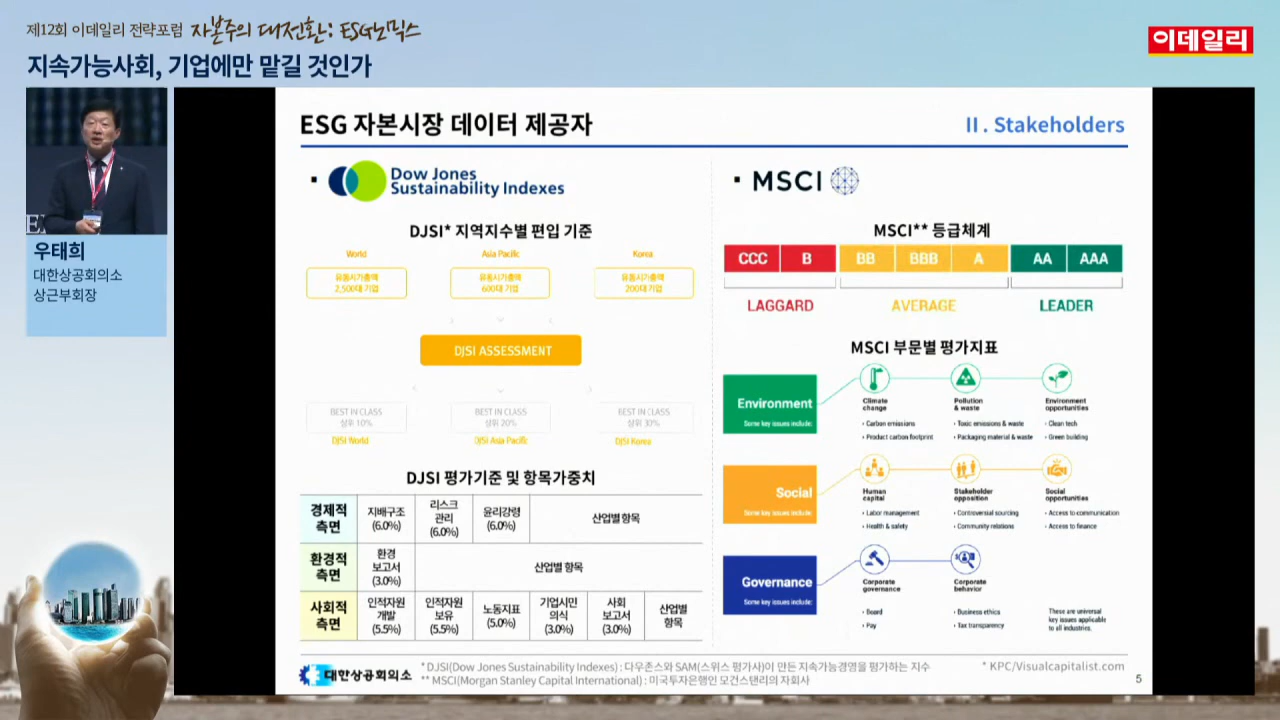 제12회 이데일리 전략포럼 자본주의 대전환: ESG노믹스
지속가능사회, 기업에만 맡길 것인가
이데일리
우태희
대한상공회의소
상근부회장
ESG 자본시장 데이터 제공자
II. Stakeholders
Dow Jones
Sustainability Indexes
DJSI* 지역지수별 편입 기준
World
Asia Pacific
Korea
유동시가총액
2,500대 기업
유동시가총액
600대 기업
유동시가총액
200대 기업
DJSI ASSESSMENT
BEST IN CLASS
상위 10%
BEST IN CLASS
상위 20%
BEST IN CLASS
상위 30%
DJSI World
DJSI Asia Pacific
DJSI Korea
DJSI 평가기준 및 항목가중치
경제적
측면
지배구조
(6.0%)
리스크
관리
(6.0%)
윤리강령
(6.0%)
산업별 항목
환경적
측면
환경
보고서
(3.0%)
산업별 항목
사회적
측면
인적자원
개발
(5.5%)
인적자원
보유
(5.5%)
노동지표
(5.0%)
기업시민
의식
(3.0%)
사회
보고서
(3.0%)
산업별
항목
MSCI
MSCI** 등급체계
CCC B BB BBB A AA AAA
LAGGARD AVERAGE LEADER
MSCI 부문별 평가지표
Environment
Some key issues include:
Climate
change
· Carbon emissions
· Product carbon footprint
Pollution
& waste
· Toxic emissions & waste
· Packaging material & waste
Environment
opportunities
· Clean tech
· Green building
Social
Some key issues include:
Human
capital
· Labor management
· Health & safety
Stakeholder
opposition
· Controversial sourcing
· Community relations
Social
opportunities
· Access to communication
· Access to finance
Governance
Some key issues include:
Corporate
governance
· Board
· Pay
Corporate
behavior
· Business ethics
· Tax transparency
These are universal
key issues applicable
to all industries.
대한상공회의소
* DJSI(Dow Jones Sustainability Indexes) : 다우존스와 SAM(스위스 평가사)이 만든 지속가능경영을 평가하는 지수
** MSCI(Morgan Stanley Capital International) : 미국투자은행인 모건스탠리의 자회사
* KPC/Visualcapitalist.com
5